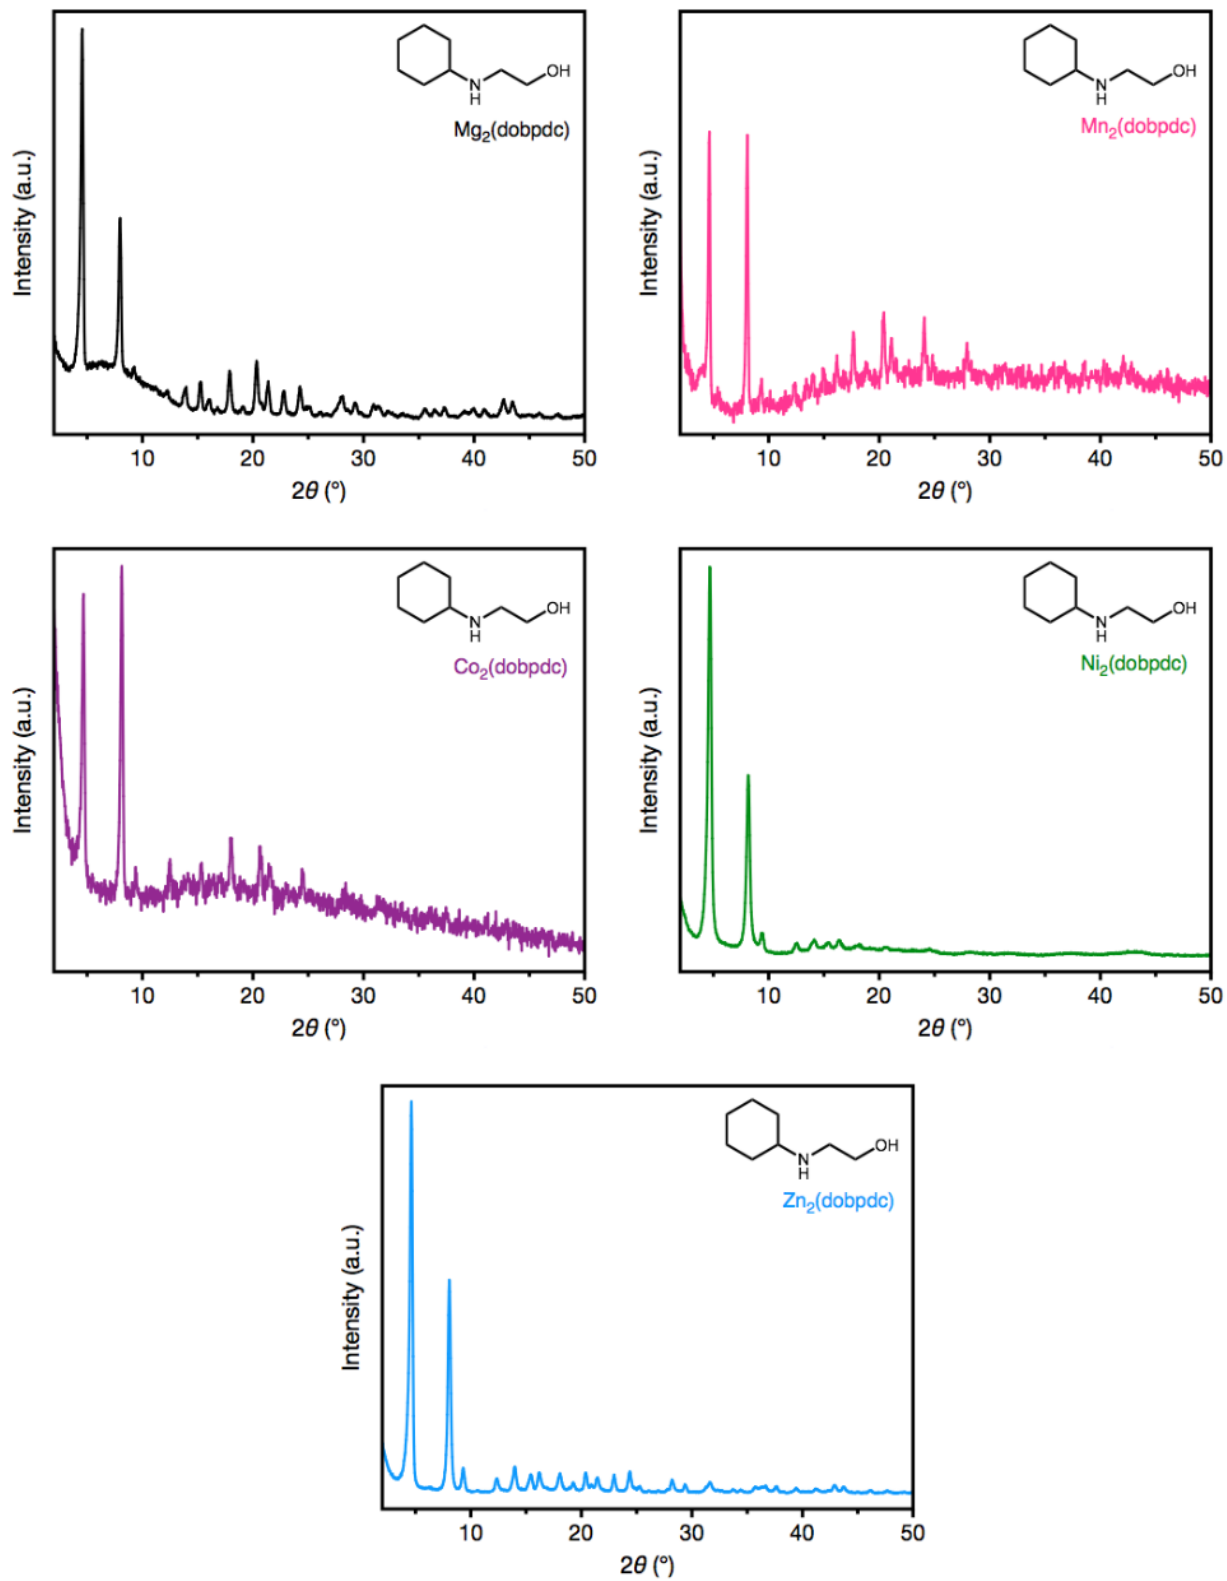 N
H
OH
Mg₂(dobpdc)
Intensity (a.u.)
10 20 30 40 50
2θ (°)
N
H
OH
Mn₂(dobpdc)
Intensity (a.u.)
10 20 30 40 50
2θ (°)
N
H
OH
Co₂(dobpdc)
Intensity (a.u.)
10 20 30 40 50
2θ (°)
N
H
OH
Ni₂(dobpdc)
Intensity (a.u.)
10 20 30 40 50
2θ (°)
N
H
OH
Zn₂(dobpdc)
Intensity (a.u.)
10 20 30 40 50
2θ (°)